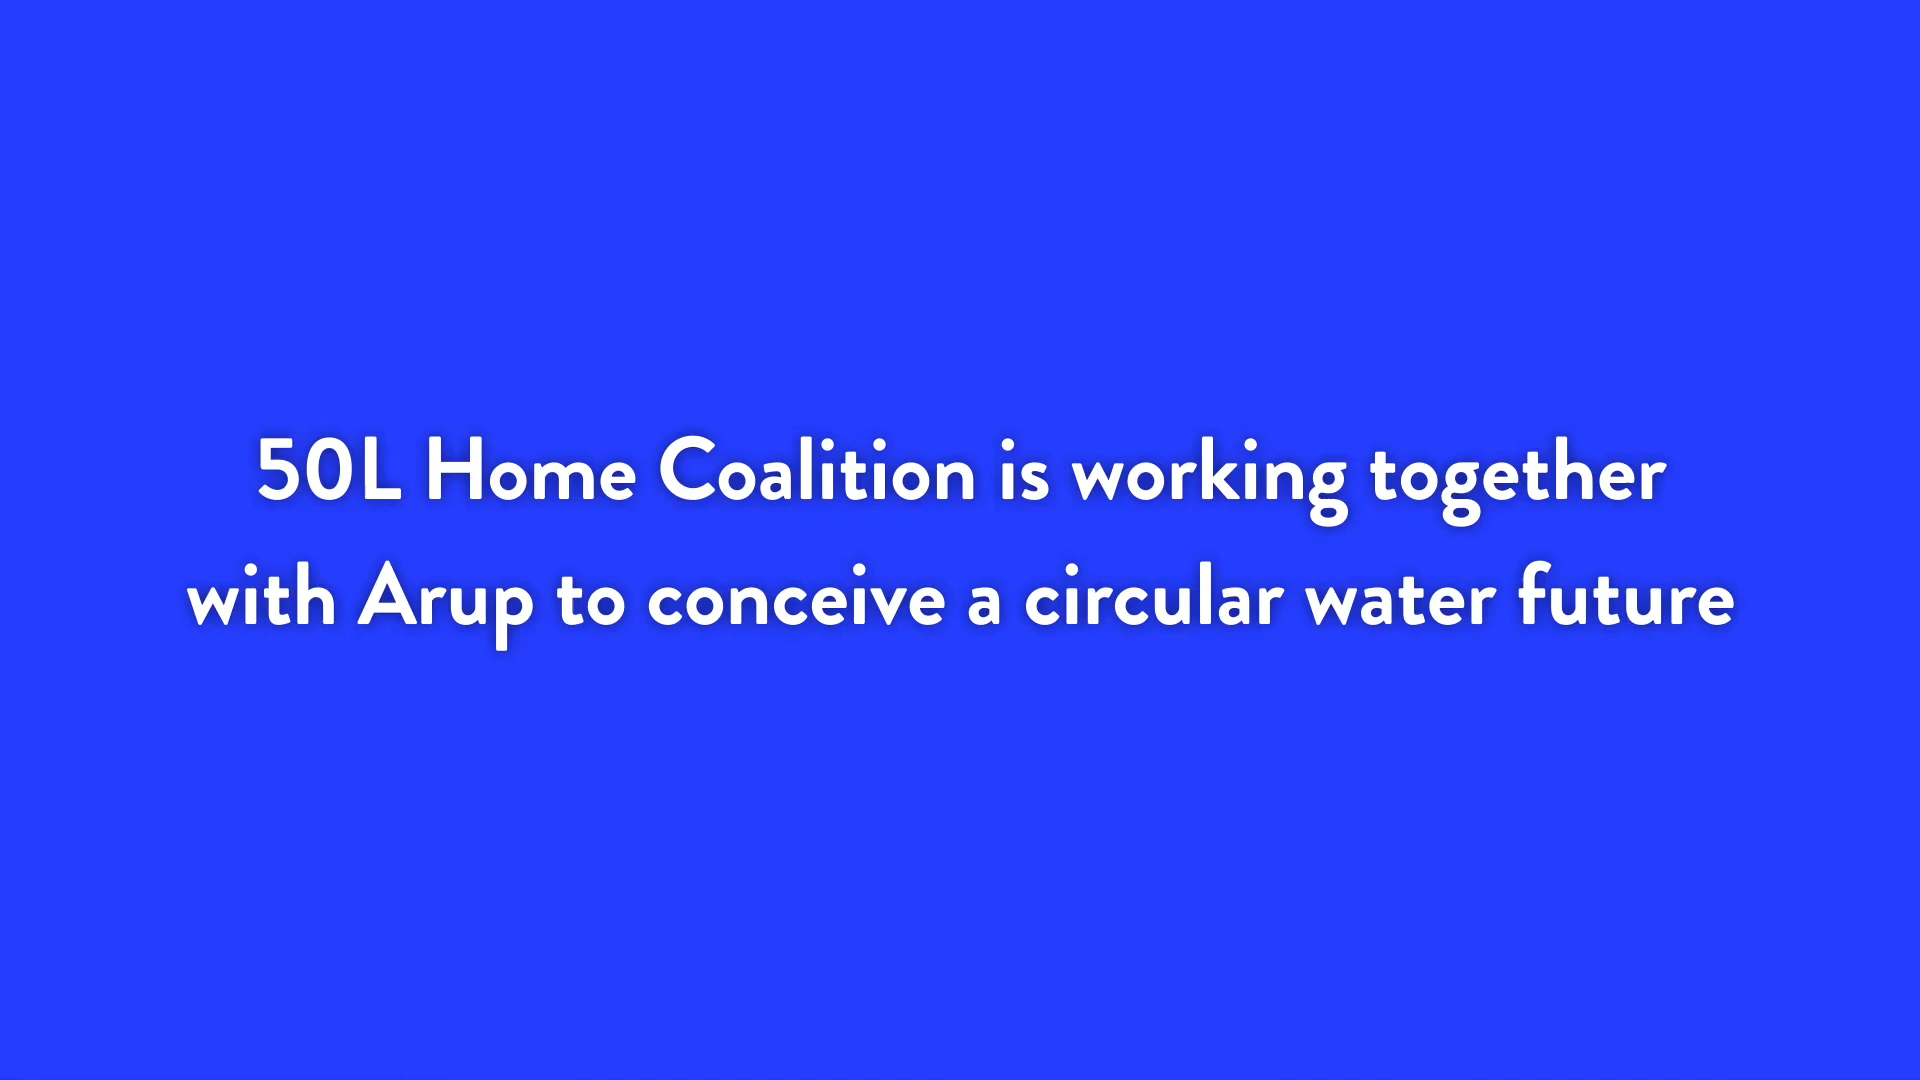 50L Home Coalition is working together
with Arup to conceive a circular water future